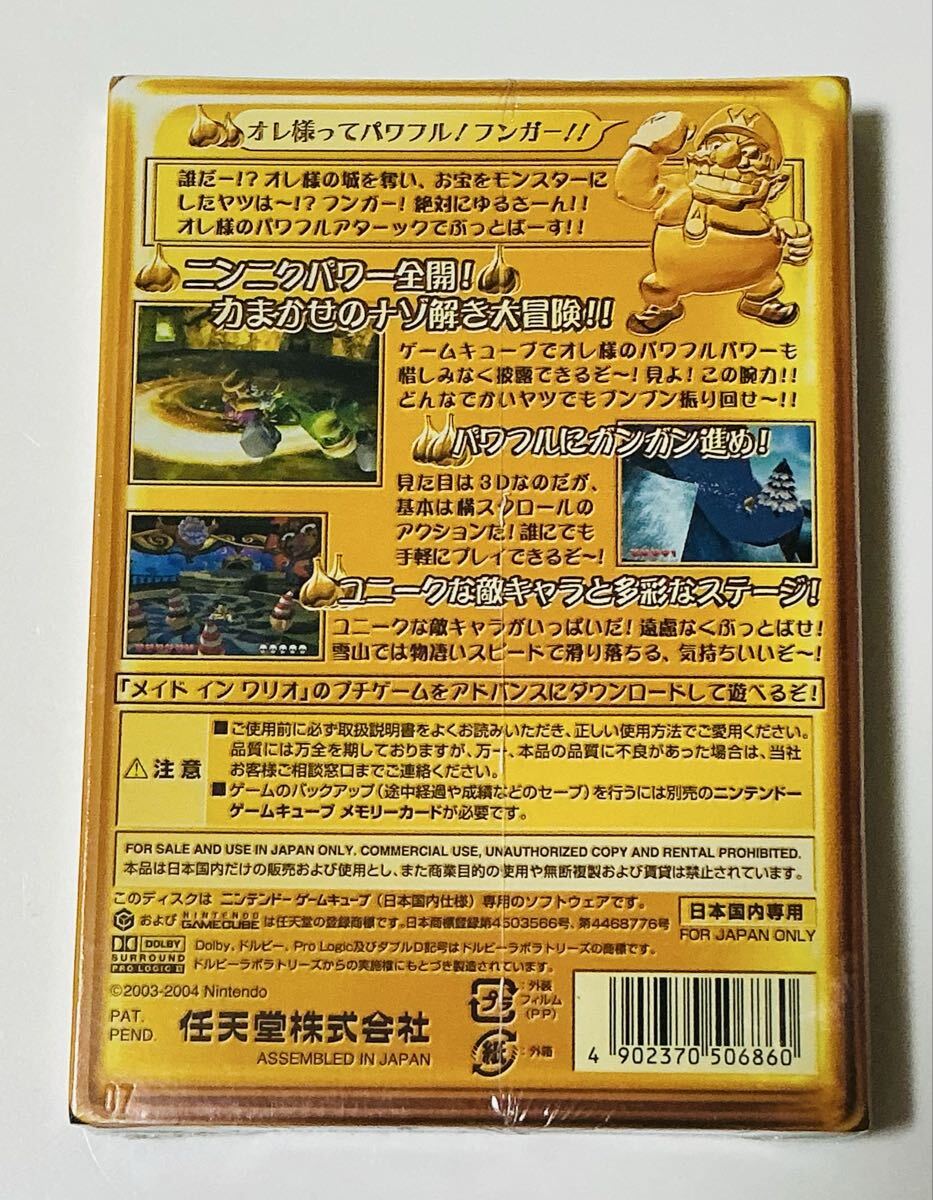 オレ様ってパワフル!フンガー!!
誰だー!?オレ様の城を奪い、お宝をモンスターに
したヤツは〜!?フンガー!絶対にゆるさーん!!
オレ様のパワフルアタークでぶっとばーす!!
ニンニクパワー全開!
力まかせのナゾ解き大冒険!!
ゲームキューブでオレ様のパワフルパワーも
惜しみなく披露できるぞ〜!見よ!この腕力!!
どんなでかいヤツでもブンブン振り回せ〜!!
パワフルにガンガン進め!
見た目は3Dなのだが、
基本は横スクロールの
アクションだ!誰にでも
手軽にプレイできるぞ〜!
ユニークな敵キャラと多彩なステージ!
ユニークな敵キャラがいっぱいだ!遠慮なくぶっとばせ!
雪山では物凄いスピードで滑り落ちる、気持ちいいぞ〜!
「メイド イン ワリオ」のプチゲームをアドバンスにダウンロードして遊べるぞ!
注意
■ご使用前に必ず取扱説明書をよくお読みいただき、正しい使用方法でご愛用ください。
品質には万全を期しておりますが、万一、本品の品質に不良があった場合は、当社
お客様ご相談窓口までご連絡ください。
■ゲームのバックアップ(途中経過や成績などのセーブ)を行うには別売のニンテンドー
ゲームキューブ メモリーカードが必要です。
FOR SALE AND USE IN JAPAN ONLY. COMMERCIAL USE, UNAUTHORIZED COPY AND RENTAL PROHIBITED.
本品は日本国内だけの販売および使用とし、また商業目的の使用や無断複製および賃貸は禁止されています。
このディスクは ニンテンドー ゲームキューブ (日本国内仕様) 専用のソフトウェアです。
および NINTENDO GAMECUBE は任天堂の登録商標です。日本商標登録第4503566号、第4468776号
日本国内専用
FOR JAPAN ONLY
DOLBY
SURROUND
PRO LOGIC II
Dolby、ドルビー、Pro Logic及びダブルD記号はドルビーラボラトリーズの商標です。
ドルビーラボラトリーズからの実施権にもとづき製造されています。
©2003-2004 Nintendo
PAT.
PEND.
任天堂株式会社
ASSEMBLED IN JAPAN
プラ
:外装
フィルム
(PP)
紙
:外箱
4 902370 506860
07
W